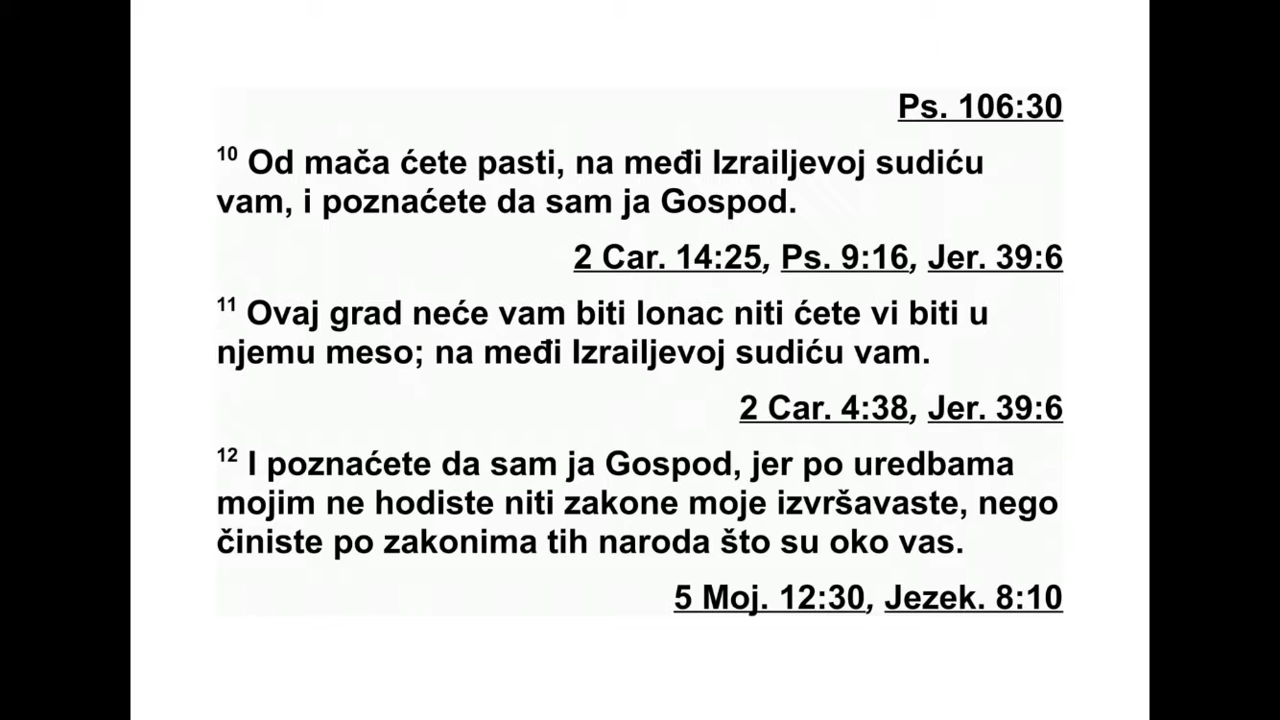 Ps. 106:30
10 Od mača ćete pasti, na međi Izrailjevoj sudiću
vam, i poznaćete da sam ja Gospod.
2 Car. 14:25, Ps. 9:16, Jer. 39:6
11 Ovaj grad neće vam biti lonac niti ćete vi biti u
njemu meso; na međi Izrailjevoj sudiću vam.
2 Car. 4:38, Jer. 39:6
12 I poznaćete da sam ja Gospod, jer po uredbama
mojim ne hodiste niti zakone moje izvršavaste, nego
činiste po zakonima tih naroda što su oko vas.
5 Moj. 12:30, Jezek. 8:10